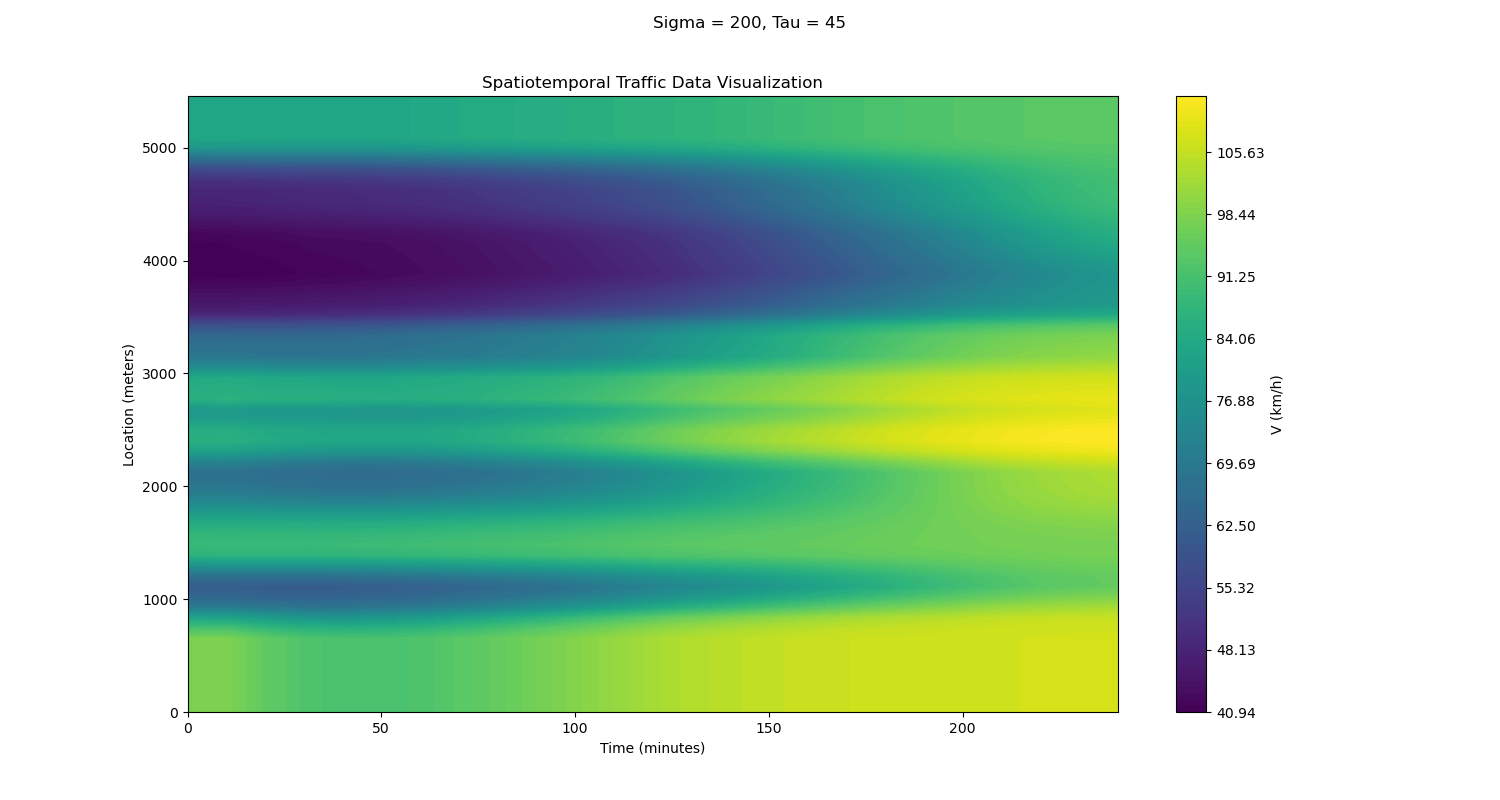 Sigma = 200, Tau = 45
Spatiotemporal Traffic Data Visualization
5000
4000
3000
2000
1000
0
Location (meters)
0 50 100 150 200
Time (minutes)
105.63
98.44
91.25
84.06
76.88
69.69
62.50
55.32
48.13
40.94
V (km/h)